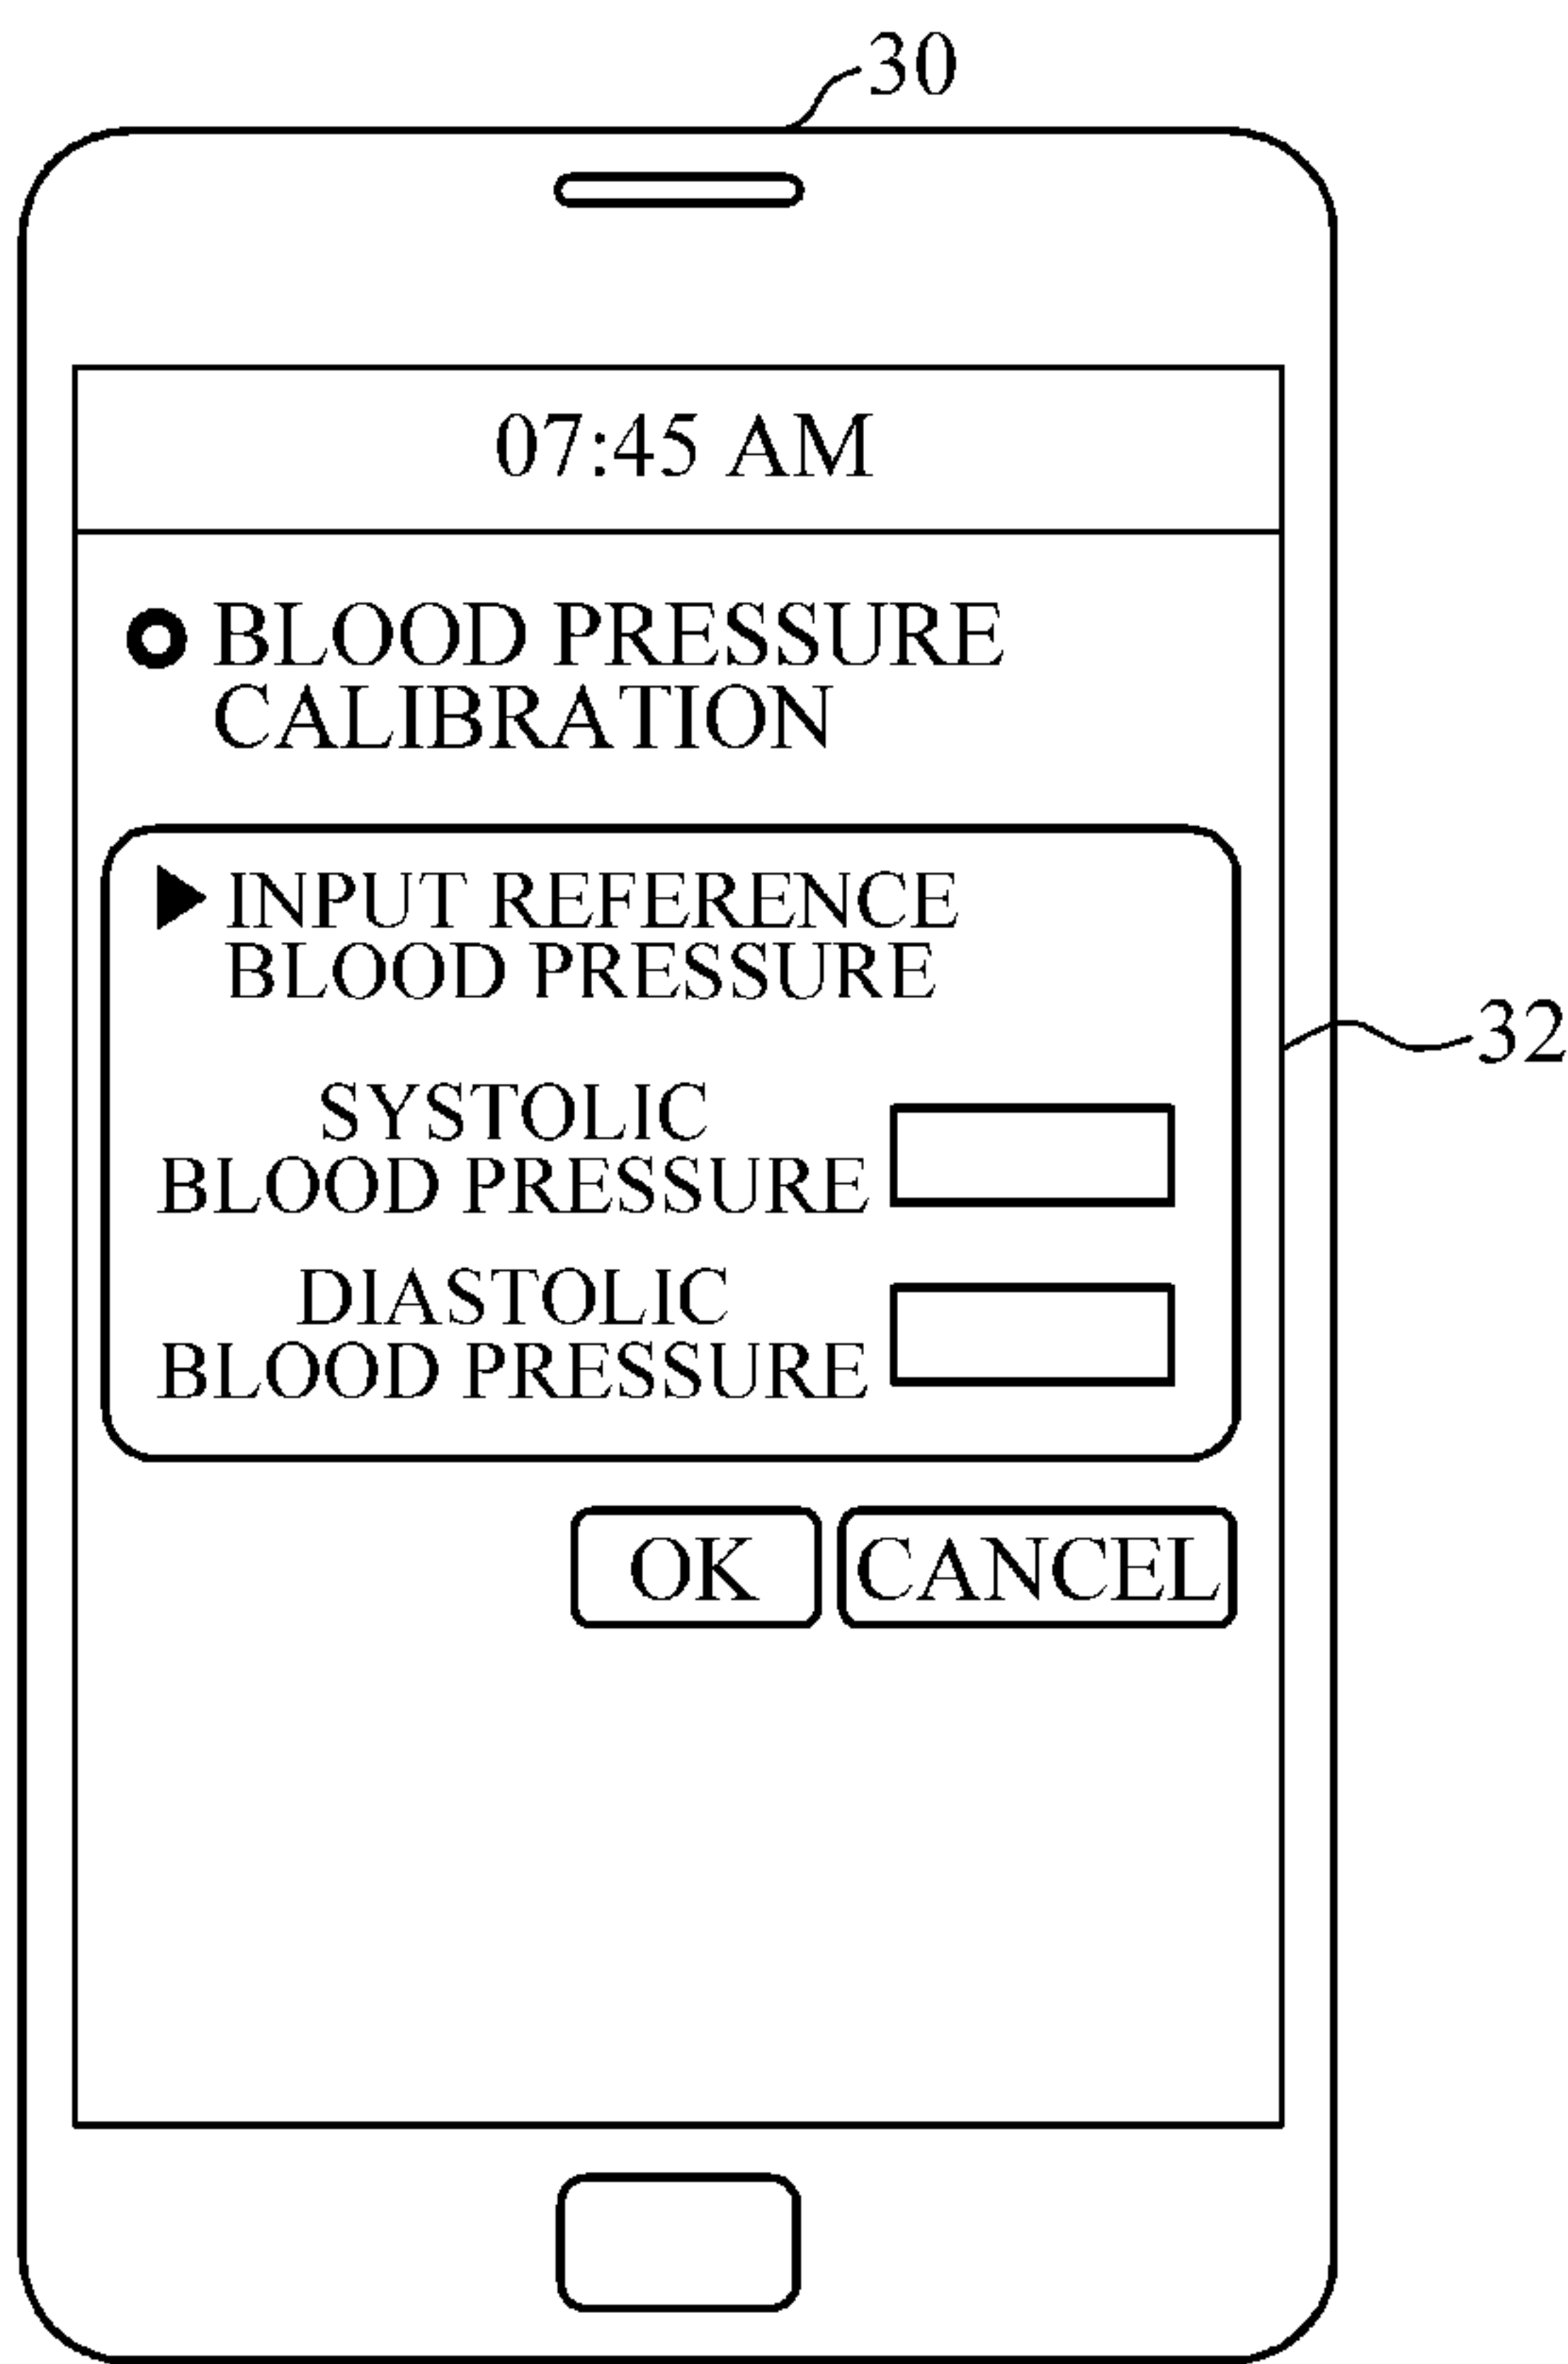 30
07:45 AM
BLOOD PRESSURE
CALIBRATION
INPUT REFERENCE
BLOOD PRESSURE
32
SYSTOLIC
BLOOD PRESSURE
DIASTOLIC
BLOOD PRESSURE
OK CANCEL